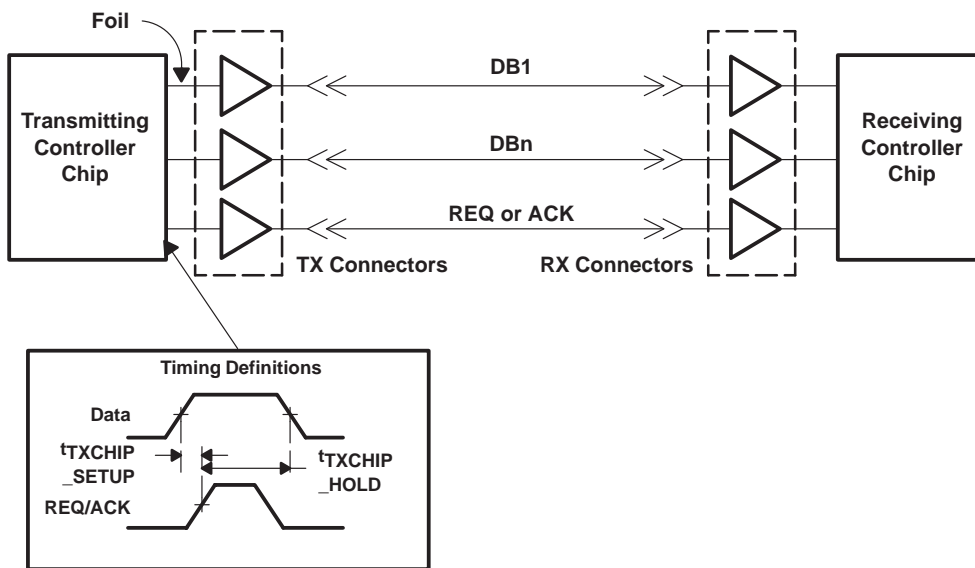 Foil
Transmitting
Controller
Chip
DB1
DBn
REQ or ACK
TX Connectors
RX Connectors
Receiving
Controller
Chip
Timing Definitions
Data
tTXCHIP
_SETUP
tTXCHIP
_HOLD
REQ/ACK